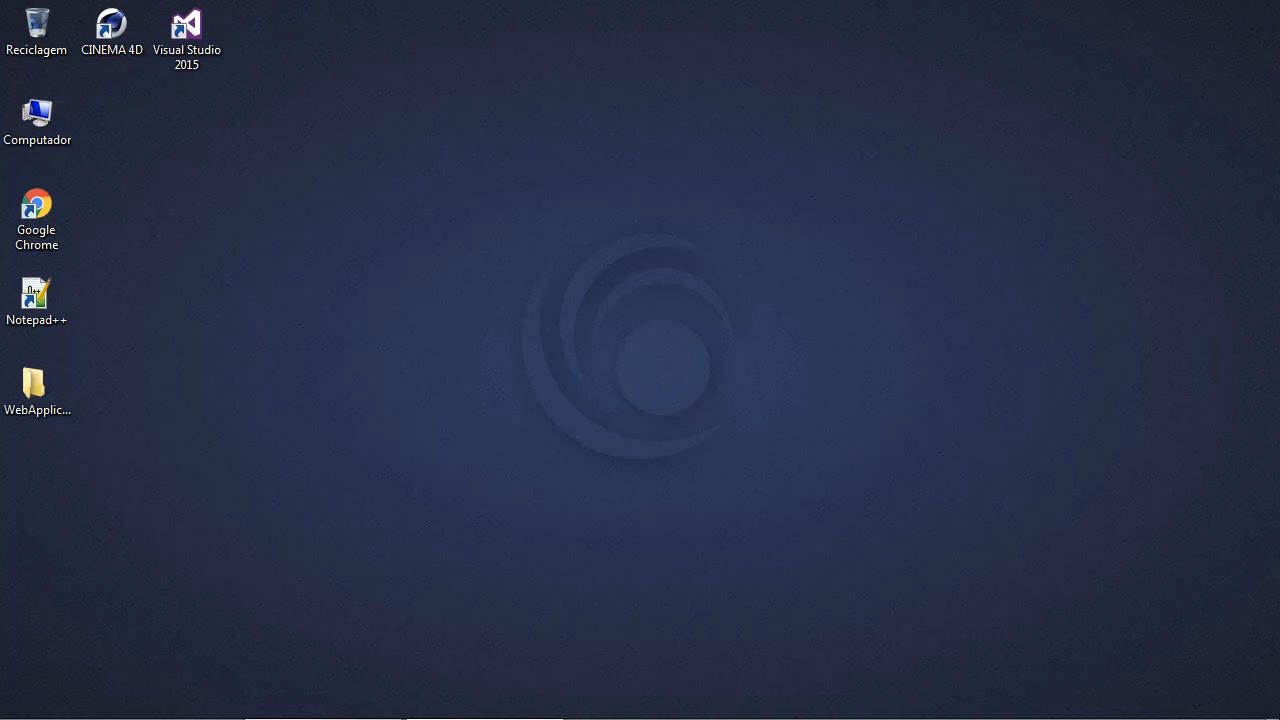 Reciclagem
CINEMA 4D
Visual Studio
2015
Computador
Google
Chrome
Notepad++
WebApplic...